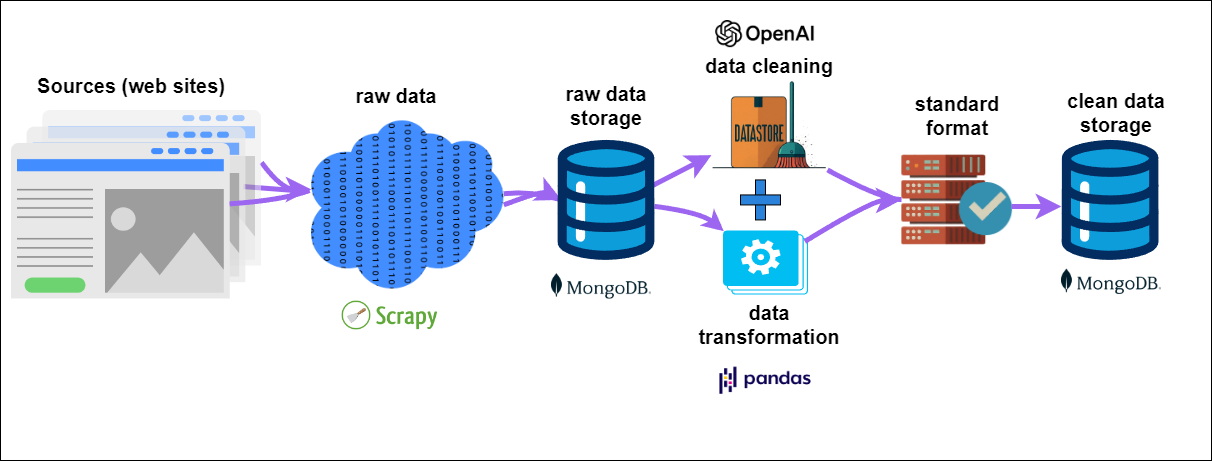 Sources (web sites)
raw data
Scrapy
raw data
storage
MongoDB.
OpenAI
data cleaning
DATASTORE
data
transformation
pandas
standard
format
clean data
storage
MongoDB.